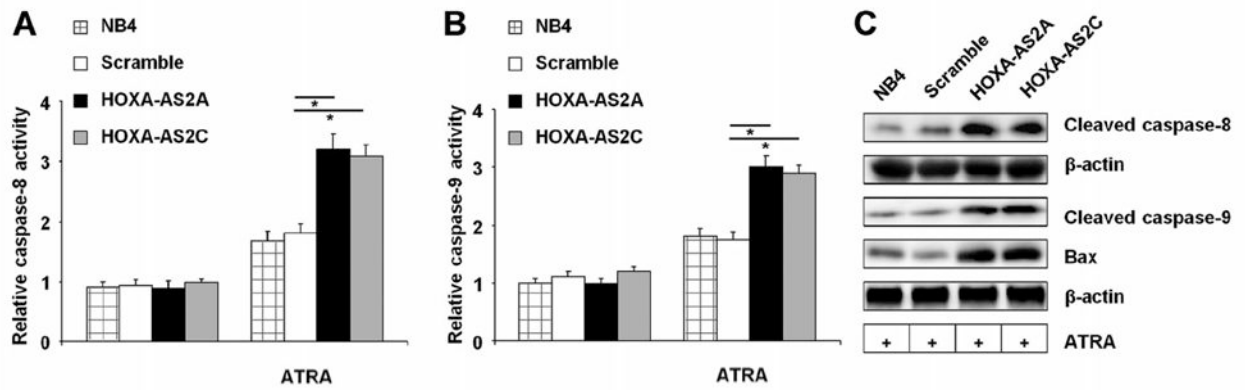 A
NB4
Scramble
HOXA-AS2A
HOXA-AS2C
Relative caspase-8 activity
4
3
2
1
0
*
*
ATRA
B
NB4
Scramble
HOXA-AS2A
HOXA-AS2C
Relative caspase-9 activity
4
3
2
1
0
*
*
ATRA
C
NB4
Scramble
HOXA-AS2A
HOXA-AS2C
Cleaved caspase-8
β-actin
Cleaved caspase-9
Bax
β-actin
+ + + + ATRA